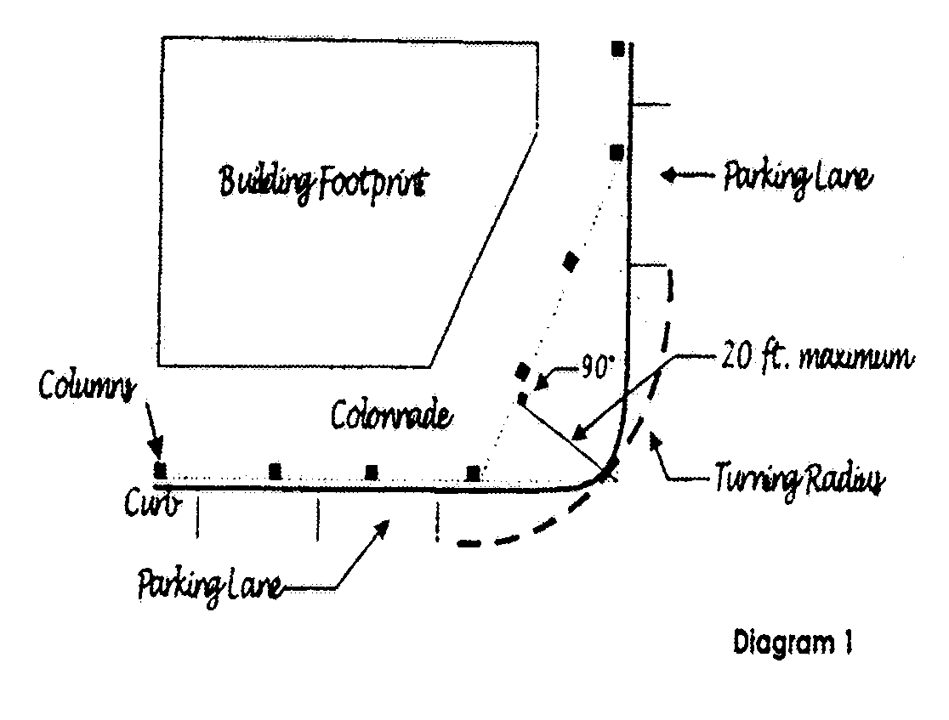 Building Footprint
Parking Lane
90°
20 ft. maximum
Columns
Colonnade
Turning Radius
Curb
Parking Lane
Diagram 1